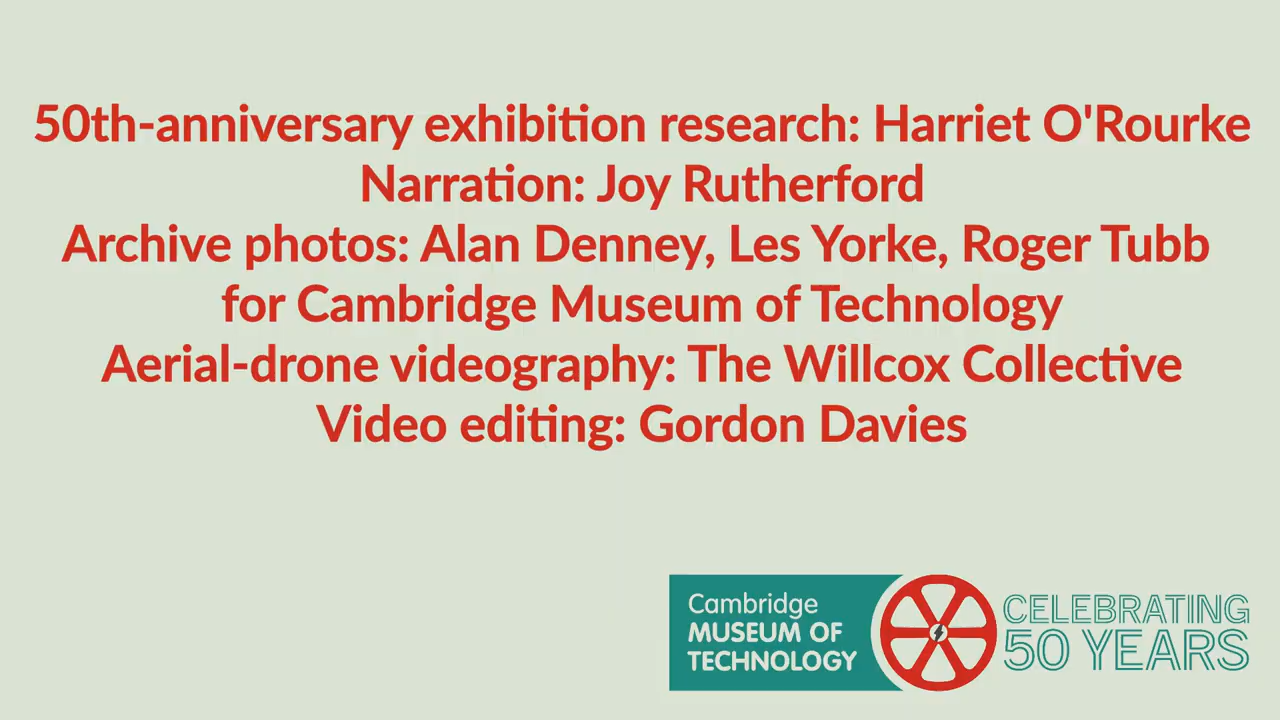 50th-anniversary exhibition research: Harriet O'Rourke
Narration: Joy Rutherford
Archive photos: Alan Denney, Les Yorke, Roger Tubb
for Cambridge Museum of Technology
Aerial-drone videography: The Willcox Collective
Video editing: Gordon Davies
Cambridge
MUSEUM OF
TECHNOLOGY
CELEBRATING
50 YEARS